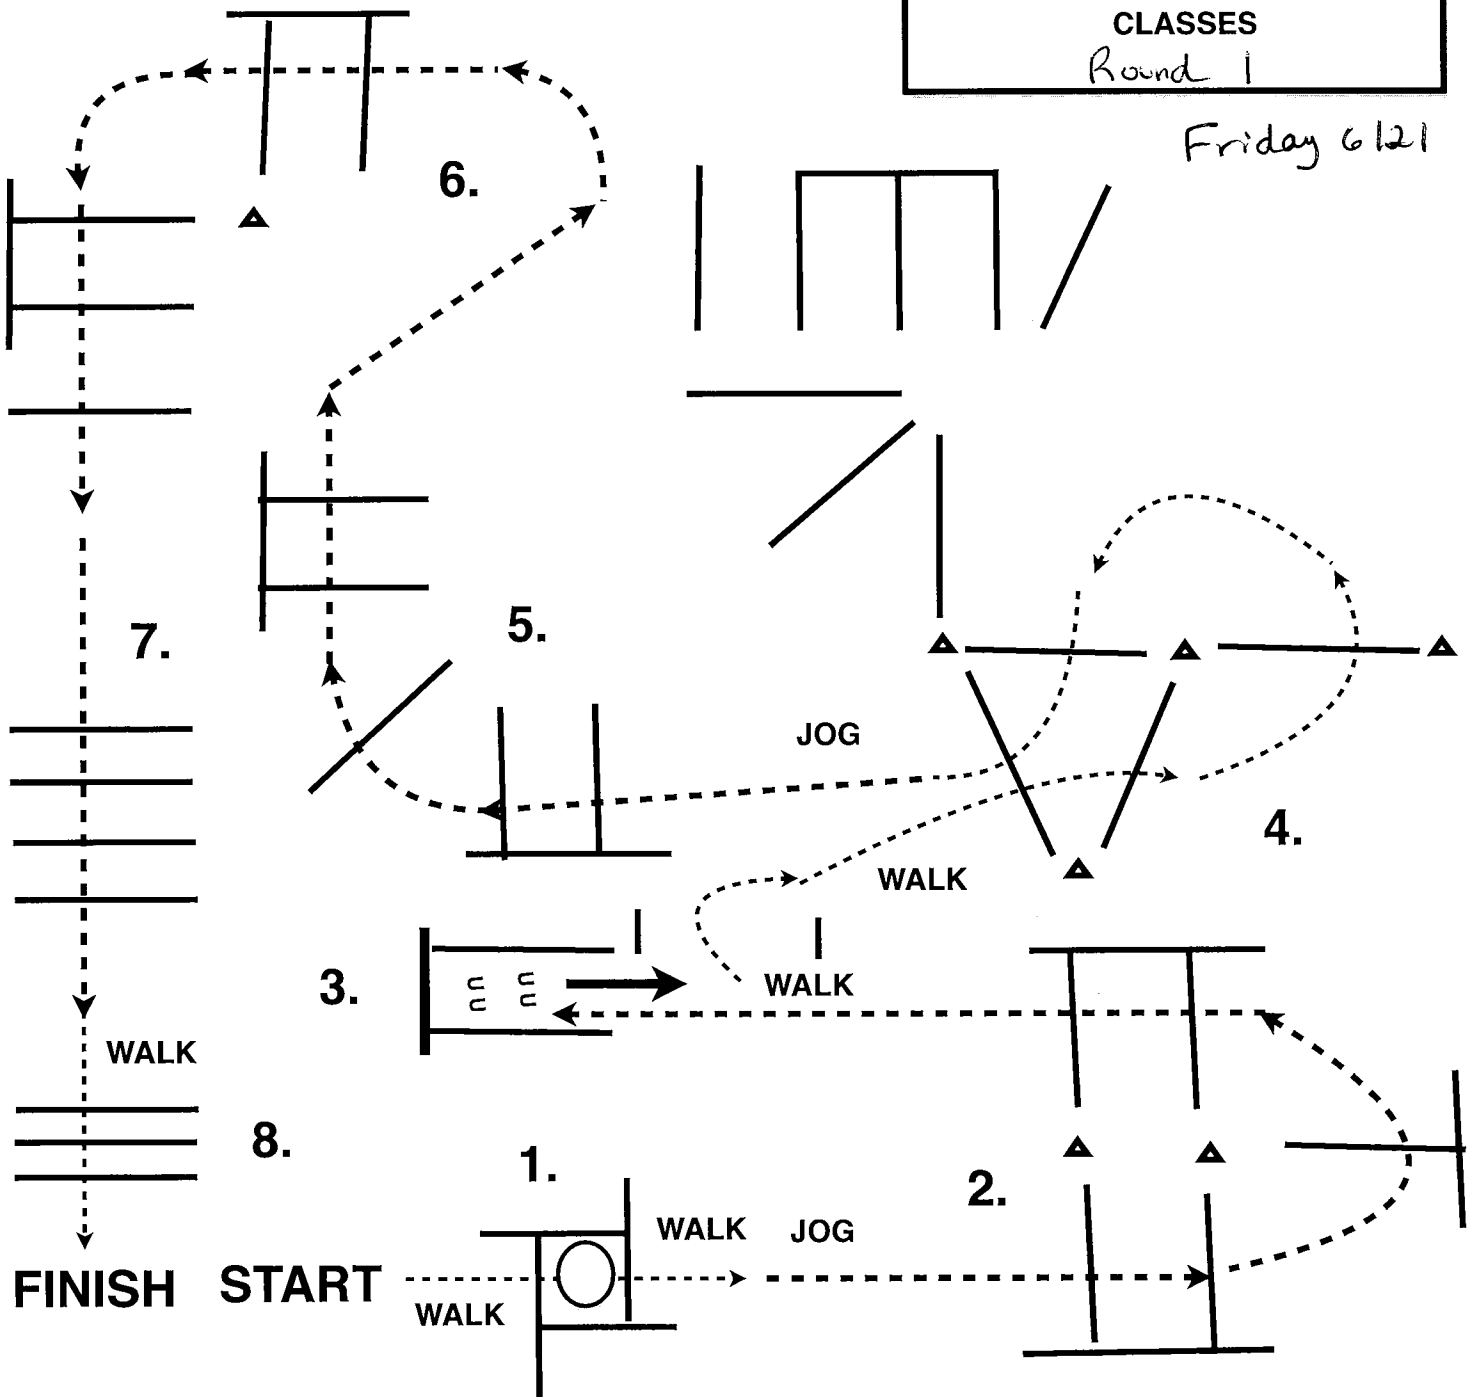 CLASSES
Round 1
Friday 6/21
6.
7.
5.
JOG
4.
WALK
3.
WALK
WALK
8.
1.
2.
WALK JOG
FINISH START
WALK